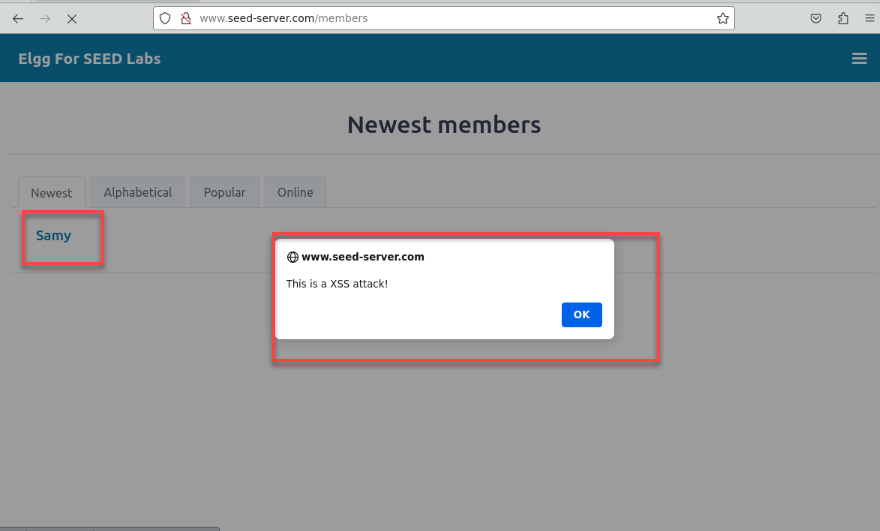 www.seed-server.com/members
Elgg For SEED Labs
Newest members
Newest Alphabetical Popular Online
Samy
www.seed-server.com
This is a XSS attack!
OK